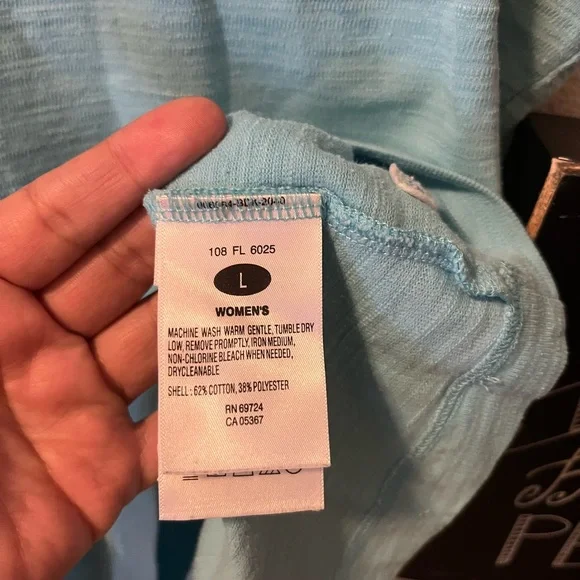 108 FL 6025
L
WOMEN'S
MACHINE WASH WARM GENTLE, TUMBLE DRY
LOW, REMOVE PROMPTLY, IRON MEDIUM,
NON-CHLORINE BLEACH WHEN NEEDED,
DRYCLEANABLE
SHELL : 62% COTTON, 38% POLYESTER
RN 69724
CA 05367